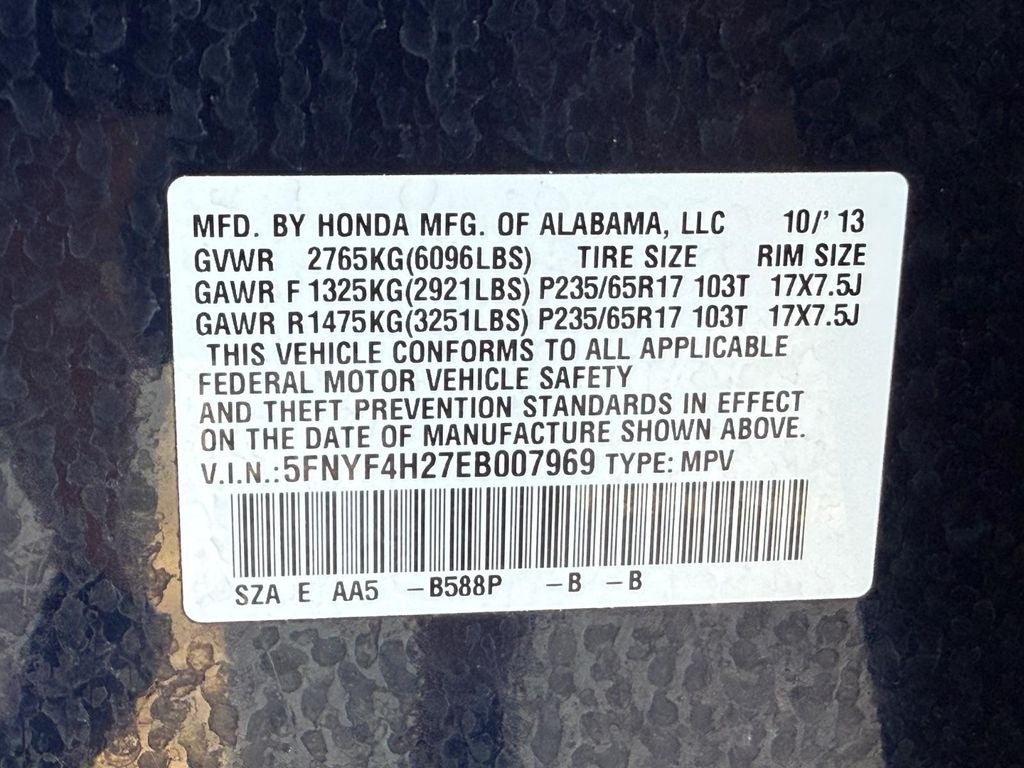 MFD. BY HONDA MFG. OF ALABAMA, LLC 10/' 13
GVWR 2765KG(6096LBS) TIRE SIZE RIM SIZE
GAWR F 1325KG(2921LBS) P235/65R17 103T 17X7.5J
GAWR R1475KG(3251LBS) P235/65R17 103T 17X7.5J
THIS VEHICLE CONFORMS TO ALL APPLICABLE
FEDERAL MOTOR VEHICLE SAFETY
AND THEFT PREVENTION STANDARDS IN EFFECT
ON THE DATE OF MANUFACTURE SHOWN ABOVE.
V.I.N.:5FNYF4H27EB007969 TYPE: MPV
SZA E AA5 –B588P –B –B